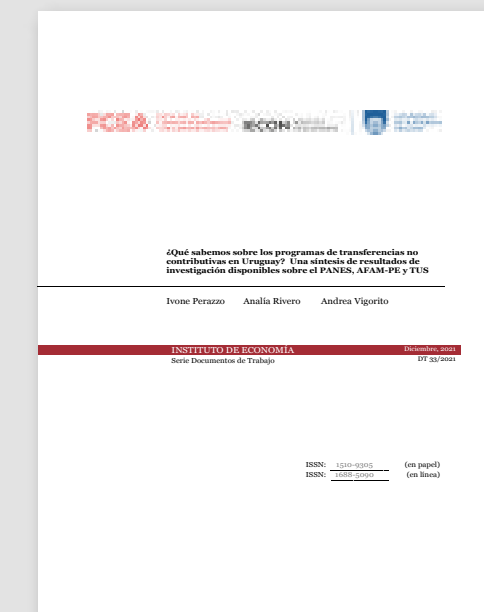 FCEA
IECON
¿Qué sabemos sobre los programas de transferencias no
contributivas en Uruguay? Una síntesis de resultados de
investigación disponibles sobre el PANES, AFAM-PE y TUS
Ivone Perazzo Analía Rivero Andrea Vigorito
INSTITUTO DE ECONOMÍA Diciembre, 2021
Serie Documentos de Trabajo DT 33/2021
ISSN: 1510-9305 (en papel)
ISSN: 1688-5090 (en línea)